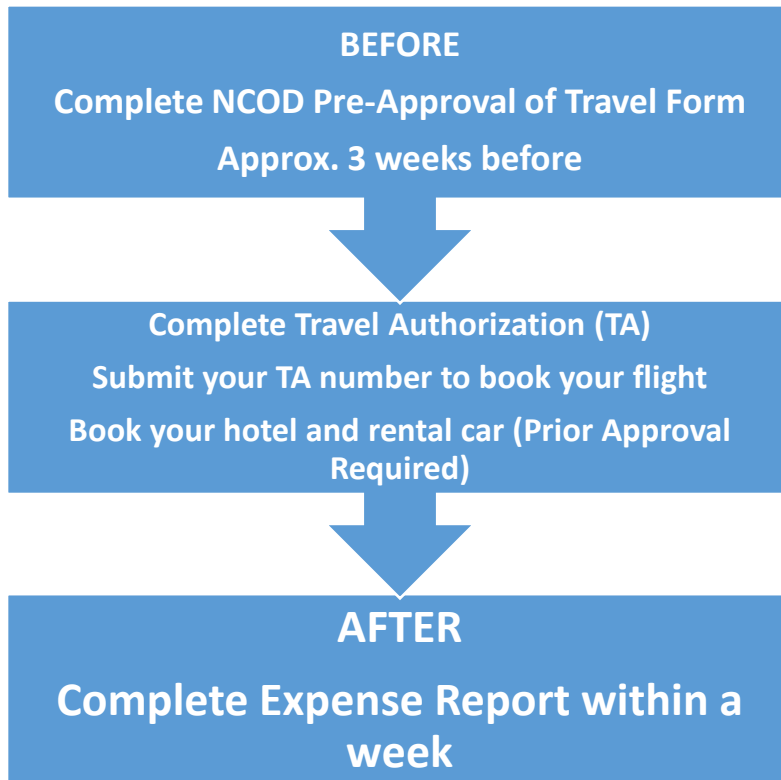 BEFORE
Complete NCOD Pre-Approval of Travel Form
Approx. 3 weeks before
Complete Travel Authorization (TA)
Submit your TA number to book your flight
Book your hotel and rental car (Prior Approval
Required)
AFTER
Complete Expense Report within a
week